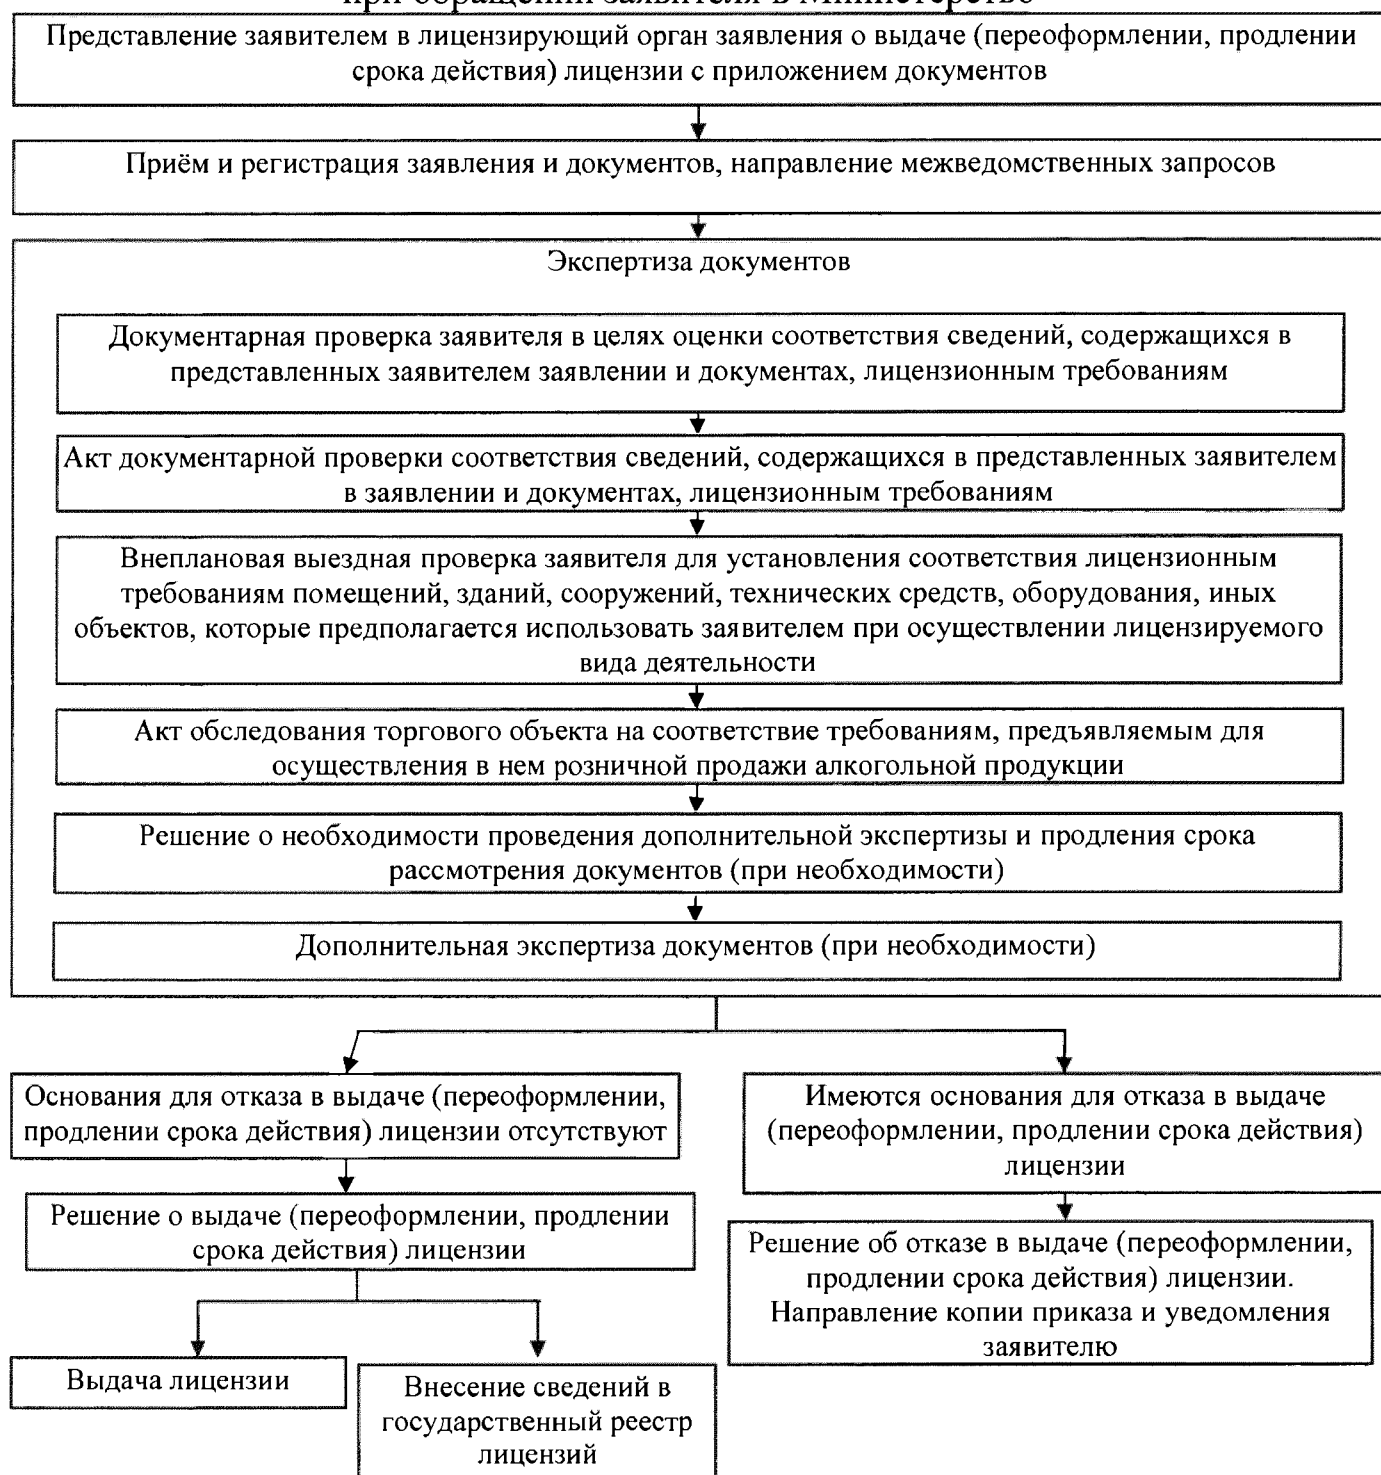 при обращении заявителя в Министерство
Представление заявителем в лицензирующий орган заявления о выдаче (переоформлении, продлении
срока действия) лицензии с приложением документов
Приём и регистрация заявления и документов, направление межведомственных запросов
Экспертиза документов
Документарная проверка заявителя в целях оценки соответствия сведений, содержащихся в
представленных заявителем заявлении и документах, лицензионным требованиям
Акт документарной проверки соответствия сведений, содержащихся в представленных заявителем
в заявлении и документах, лицензионным требованиям
Внеплановая выездная проверка заявителя для установления соответствия лицензионным
требованиям помещений, зданий, сооружений, технических средств, оборудования, иных
объектов, которые предполагается использовать заявителем при осуществлении лицензируемого
вида деятельности
Акт обследования торгового объекта на соответствие требованиям, предъявляемым для
осуществления в нем розничной продажи алкогольной продукции
Решение о необходимости проведения дополнительной экспертизы и продления срока
рассмотрения документов (при необходимости)
Дополнительная экспертиза документов (при необходимости)
Основания для отказа в выдаче (переоформлении,
продлении срока действия) лицензии отсутствуют
Решение о выдаче (переоформлении, продлении
срока действия) лицензии
Выдача лицензии
Внесение сведений в
государственный реестр
лицензий
Имеются основания для отказа в выдаче
(переоформлении, продлении срока действия)
лицензии
Решение об отказе в выдаче (переоформлении,
продлении срока действия) лицензии.
Направление копии приказа и уведомления
заявителю